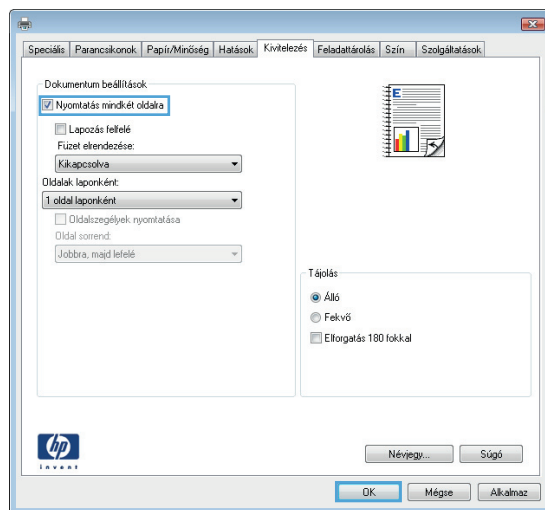 Speciális Parancsikonok Papír/Minőség Hatások Kivitelezés Feladattárolás Szín Szolgáltatások
Dokumentum beállítások
Nyomtatás mindkét oldalra
Lapozás felfelé
Füzet elrendezése:
Kikapcsolva
Oldalak laponként:
1 oldal laponként
Oldalszegélyek nyomtatása
Oldal sorrend:
Jobbra, majd lefelé
E
Tájolás
Álló
Fekvő
Elforgatás 180 fokkal
hp
invent
Névjegy... Súgó
OK Mégse Alkalmaz